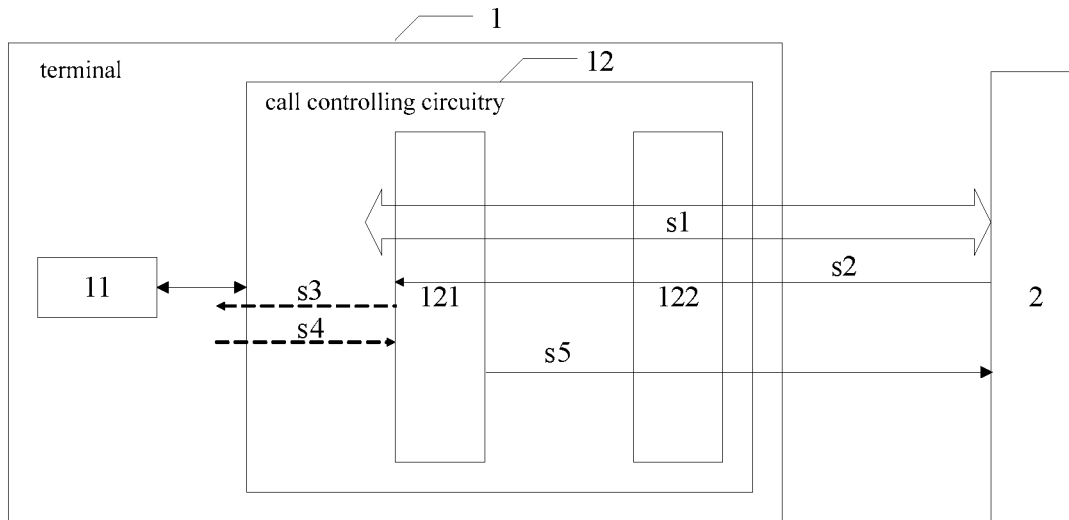 1
terminal
12
call controlling circuitry
s1
s2
11
s3
121
122
2
s4
s5